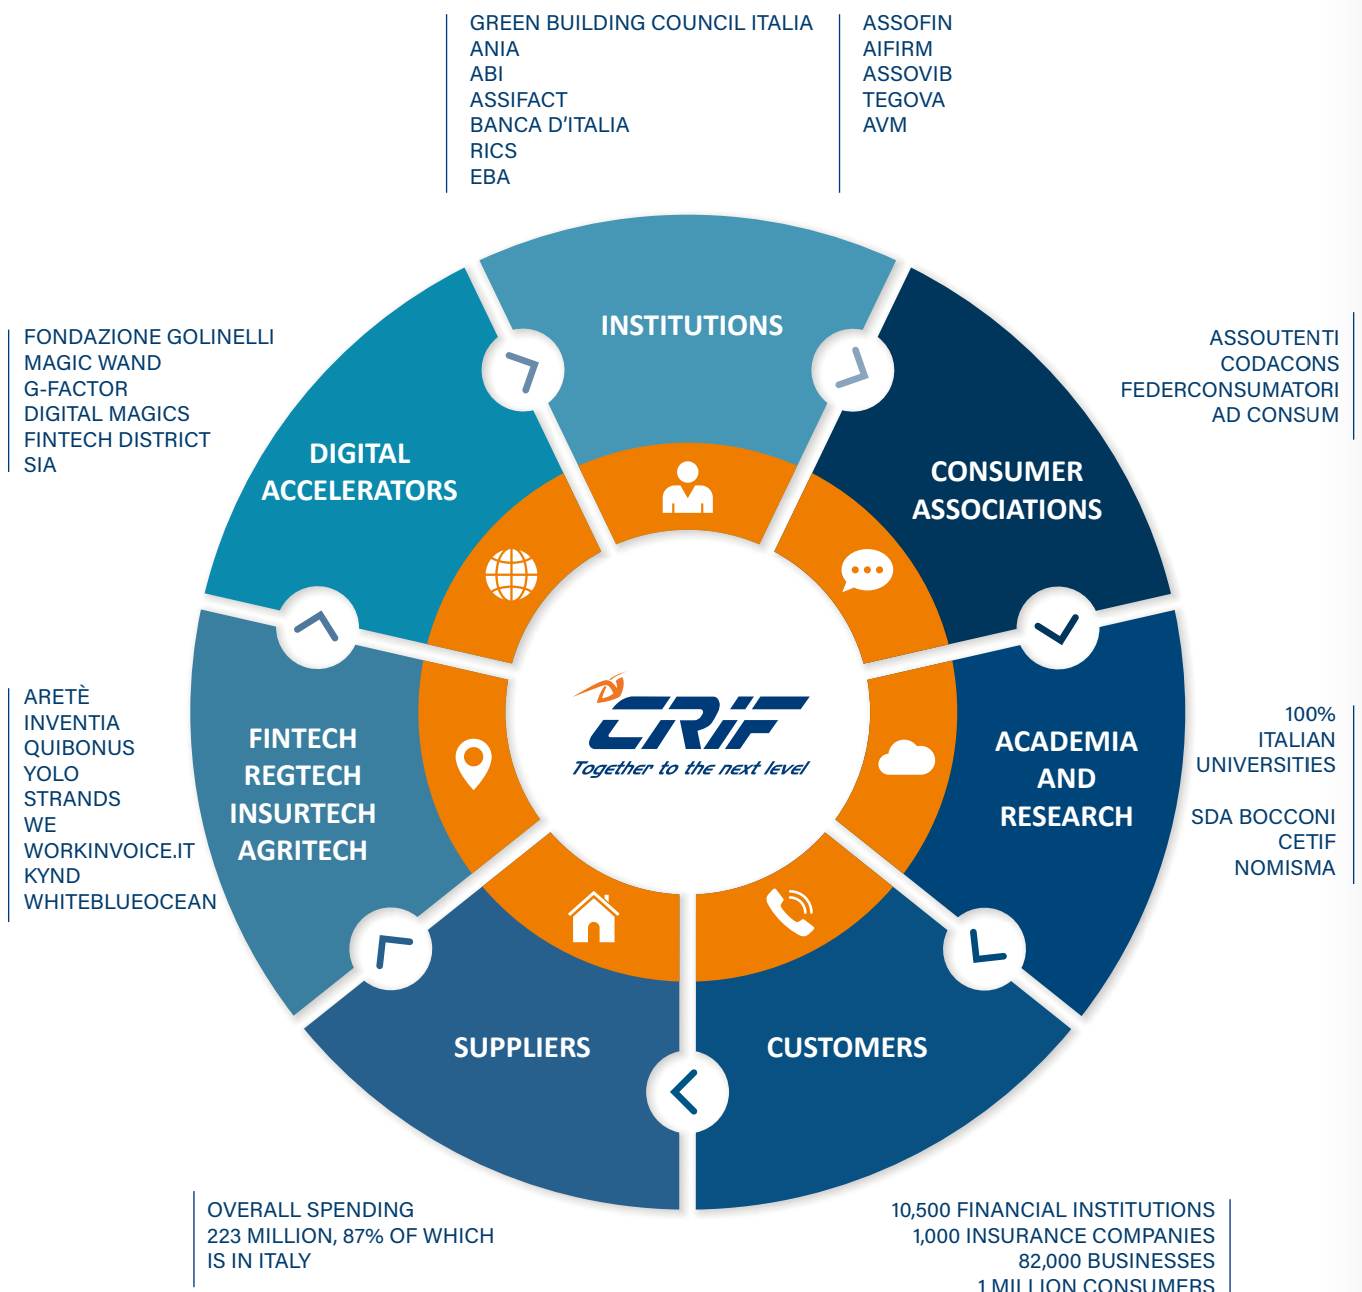 GREEN BUILDING COUNCIL ITALIA
ANIA
ABI
ASSIFACT
BANCA D'ITALIA
RICS
EBA
ASSOFIN
AIFIRM
ASSOVIB
TEGOVA
AVM
INSTITUTIONS
FONDAZIONE GOLINELLI
MAGIC WAND
G-FACTOR
DIGITAL MAGICS
FINTECH DISTRICT
SIA
DIGITAL
ACCELERATORS
CONSUMER
ASSOCIATIONS
ASSOUTENTI
CODACONS
FEDERCONSUMATORI
AD CONSUM
ARETÈ
INVENTIA
QUIBONUS
YOLO
STRANDS
WE
WORKINVOICE.IT
KYND
WHITEBLUEOCEAN
FINTECH
REGTECH
INSURTECH
AGRITECH
CRIF
Together to the next level
ACADEMIA
AND
RESEARCH
100%
ITALIAN
UNIVERSITIES
SDA BOCCONI
CETIF
NOMISMA
SUPPLIERS
CUSTOMERS
OVERALL SPENDING
223 MILLION, 87% OF WHICH
IS IN ITALY
10,500 FINANCIAL INSTITUTIONS
1,000 INSURANCE COMPANIES
82,000 BUSINESSES
1 MILLION CONSUMERS